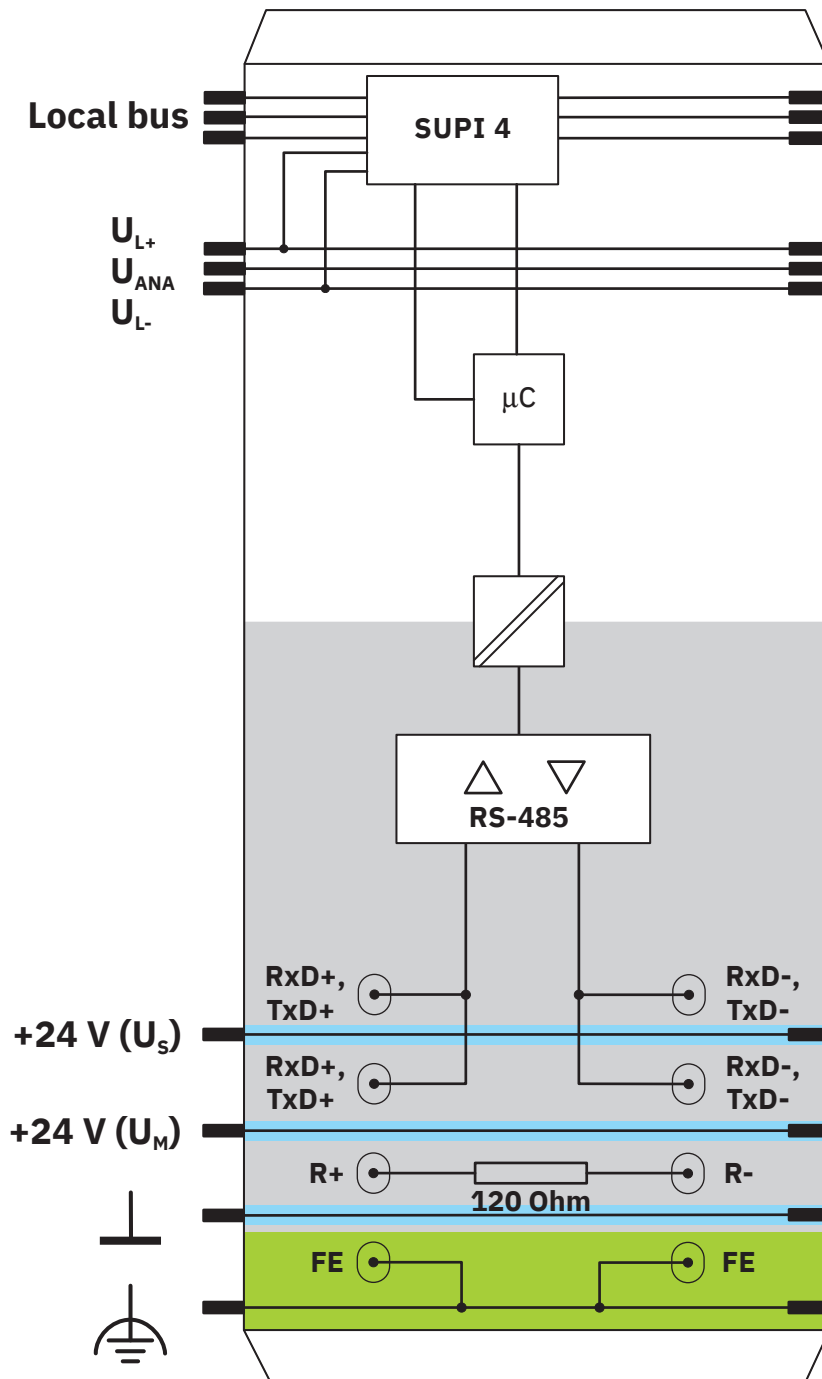 Local bus
SUPI 4
UL+
UANA
UL-
μC
RS-485
RxD+,
TxD+
RxD-,
TxD-
+24 V (US)
RxD+,
TxD+
RxD-,
TxD-
+24 V (UM)
R+
R-
120 Ohm
FE
FE